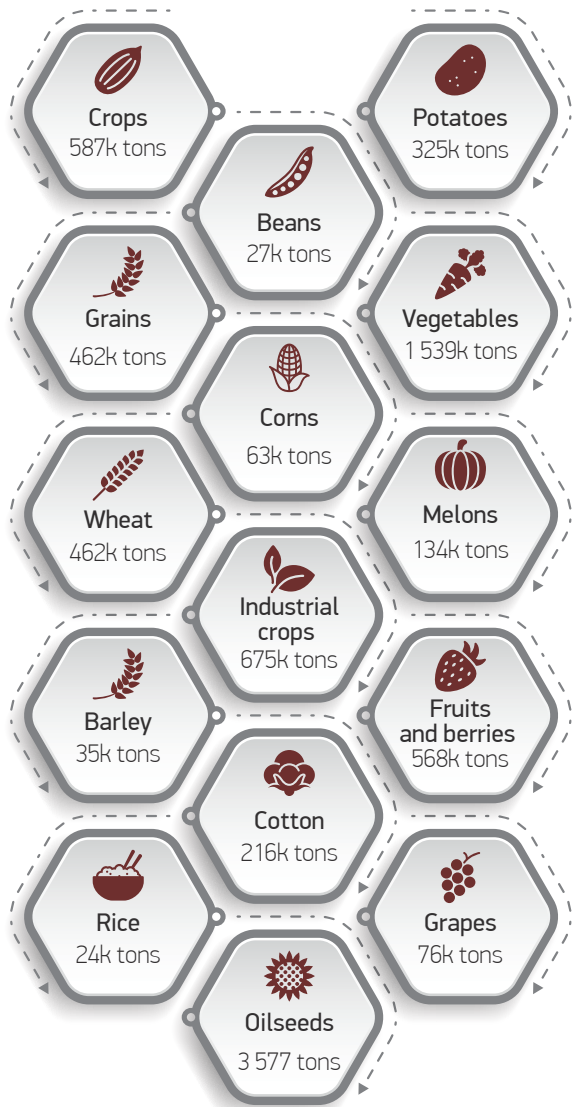 Crops
587k tons
Potatoes
325k tons
Beans
27k tons
Grains
462k tons
Vegetables
1 539k tons
Corns
63k tons
Wheat
462k tons
Melons
134k tons
Industrial
crops
675k tons
Barley
35k tons
Fruits
and berries
568k tons
Cotton
216k tons
Rice
24k tons
Grapes
76k tons
Oilseeds
3 577 tons